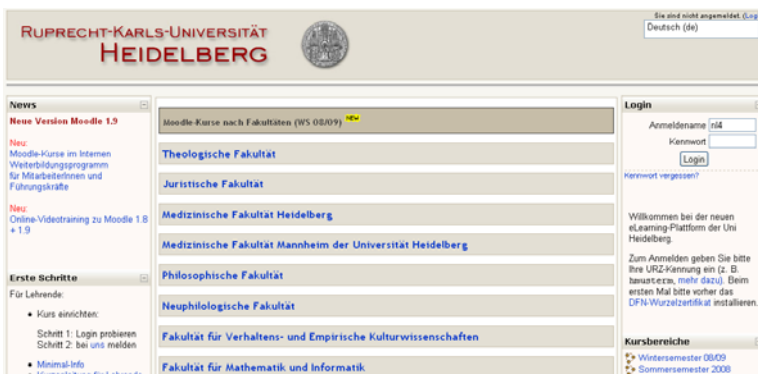 Sie sind nicht angemeldet. (Log
Deutsch (de)
RUPRECHT-KARLS-UNIVERSITÄT
HEIDELBERG
News
Neue Version Moodle 1.9
Neu:
Moodle-Kurse im Internen
Weiterbildungsprogramm
für MitarbeiterInnen und
Führungskräfte
Neu:
Online-Videotraining zu Moodle 1.8
+ 1.9
Erste Schritte
Für Lehrende:
Kurs einrichten:
Schritt 1: Login probieren
Schritt 2: bei uns melden
Minimal-Info
Moodle-Kurse nach Fakultäten (WS 08/09) NEW
Theologische Fakultät
Juristische Fakultät
Medizinische Fakultät Heidelberg
Medizinische Fakultät Mannheim der Universität Heidelberg
Philosophische Fakultät
Neuphilologische Fakultät
Fakultät für Verhaltens- und Empirische Kulturwissenschaften
Fakultät für Mathematik und Informatik
Login
Anmeldename nl4
Kennwort
Login
Kennwort vergessen?
Willkommen bei der neuen
eLearning-Plattform der Uni
Heidelberg.
Zum Anmelden geben Sie bitte
Ihre URZ-Kennung ein (z. B.
hmusterm, mehr dazu). Beim
ersten Mal bitte vorher das
DFN-Wurzelzertifikat installieren.
Kursbereiche
Wintersemester 08/09
Sommersemester 2008